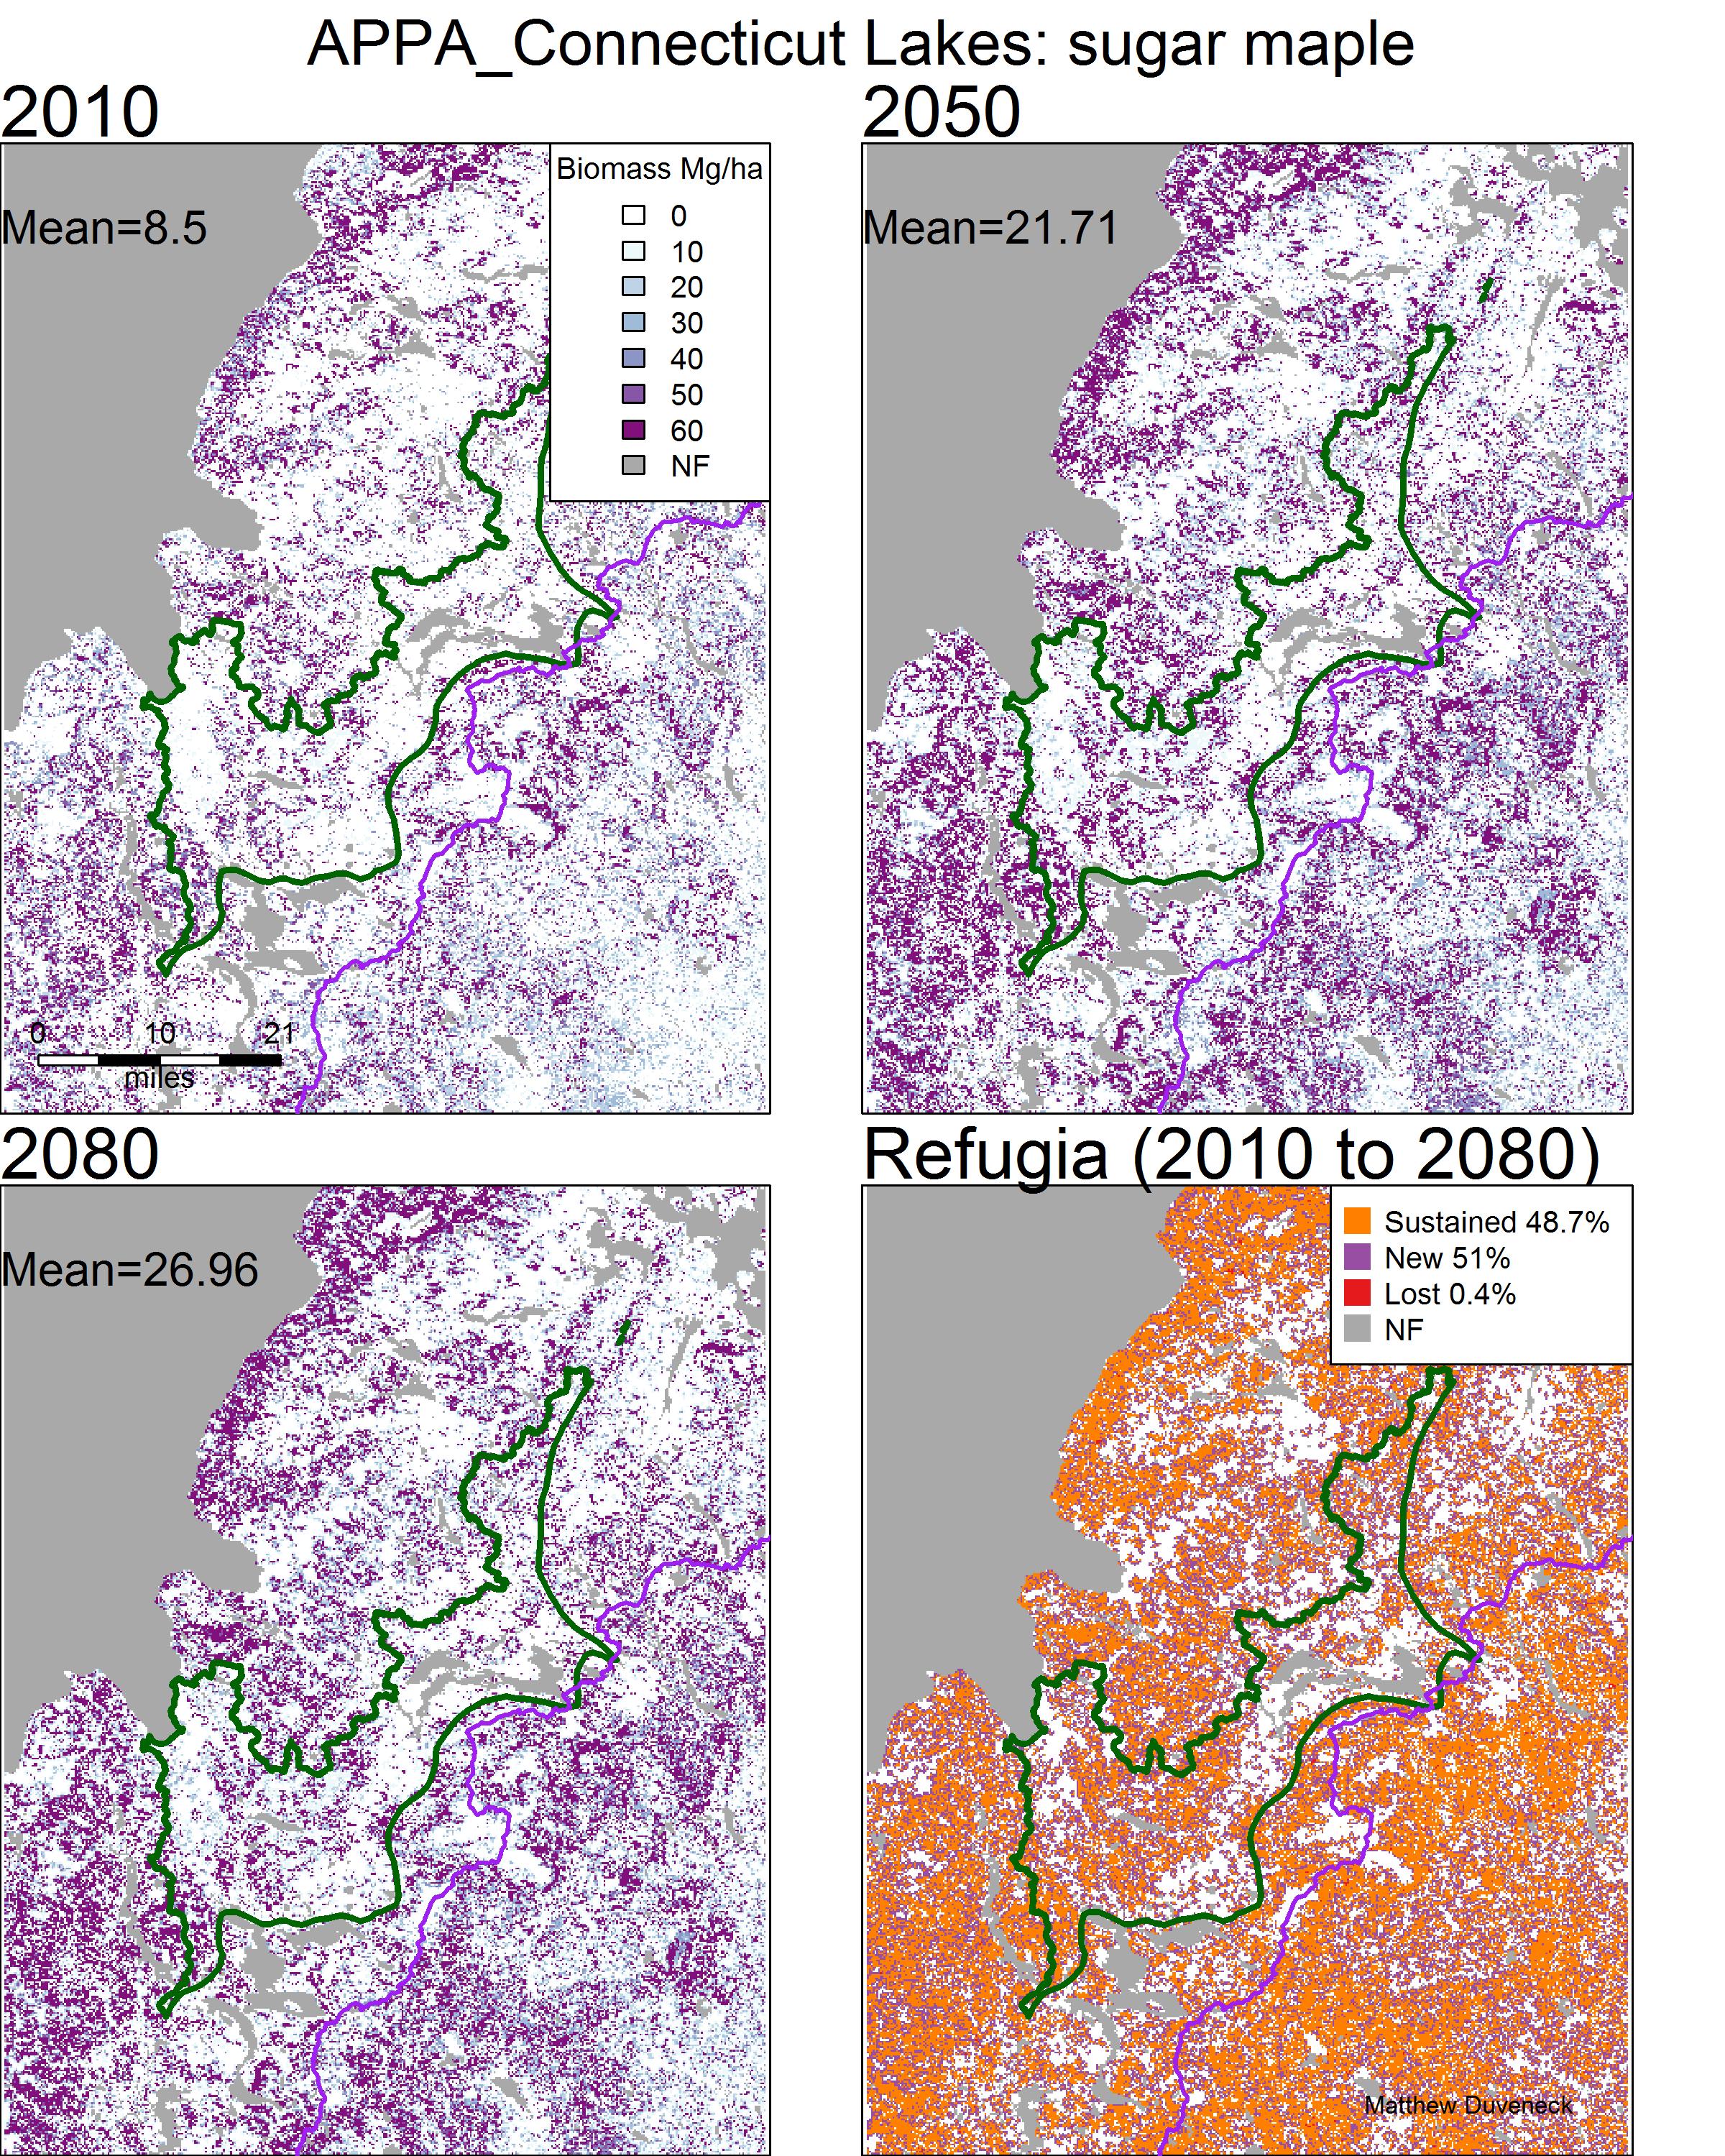 APPA_Connecticut Lakes: sugar maple
2010
2050
Mean=8.5
Biomass Mg/ha
0
10
20
30
40
50
60
NF
0 10 21
miles
Mean=21.71
2080
Refugia (2010 to 2080)
Mean=26.96
Sustained 48.7%
New 51%
Lost 0.4%
NF
Matthew Duveneck